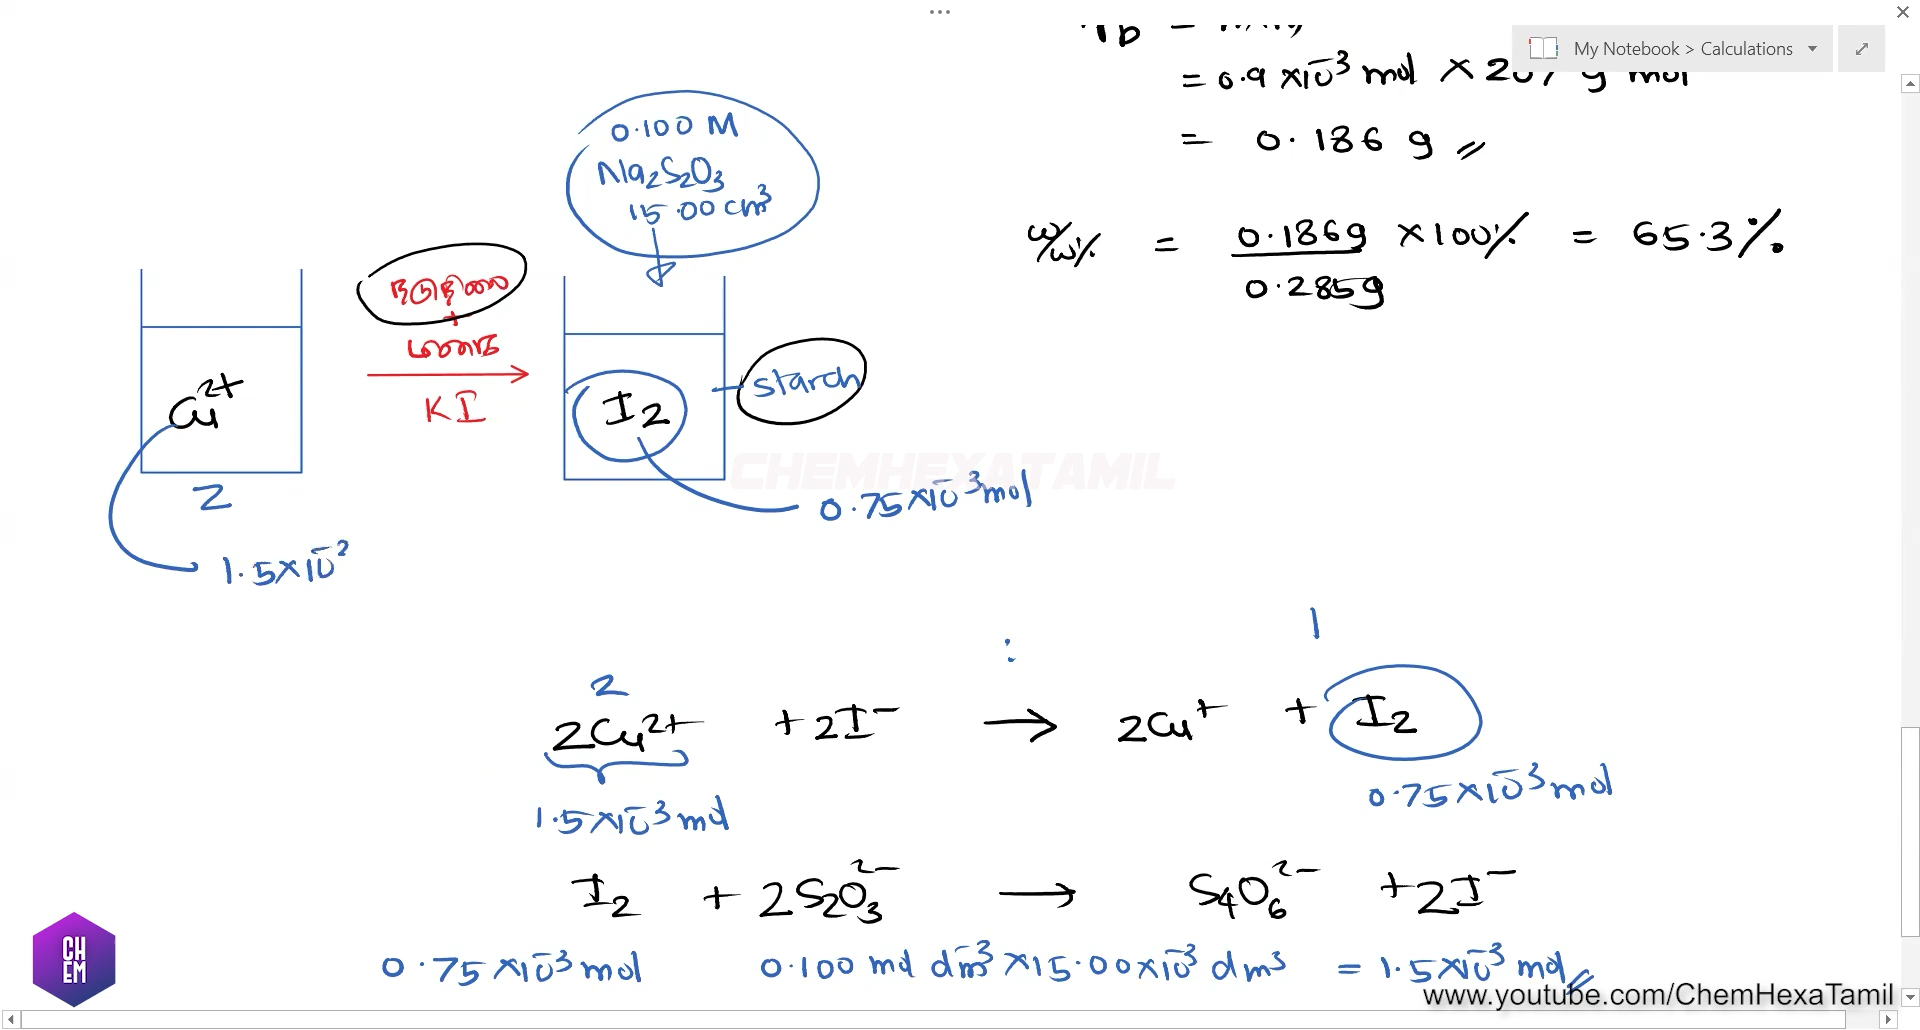 My Notebook > Calculations
= 0.9 ×10⁻³ mol × 207 g mol
= 0.186 g //
w/w% = 0.186g / 0.285g ×100% = 65.3%
0.100 M
Na₂S₂O₃
15.00 cm³
நடுநிலை
+
KI
Cu²⁺
Z
1.5×10⁻²
I₂
starch
CHEMHEXATAMIL
0.75×10⁻³ mol
2 : 1
2Cu²⁺ + 2I⁻ → 2Cu⁺ + I₂
1.5×10⁻³ mol
0.75×10⁻³ mol
I₂ + 2S₂O₃²⁻ → S₄O₆²⁻ + 2I⁻
0.75×10⁻³ mol
0.100 mol dm⁻³ × 15.00×10⁻³ dm³ = 1.5×10⁻³ mol //
CH
EM
www.youtube.com/ChemHexaTamil